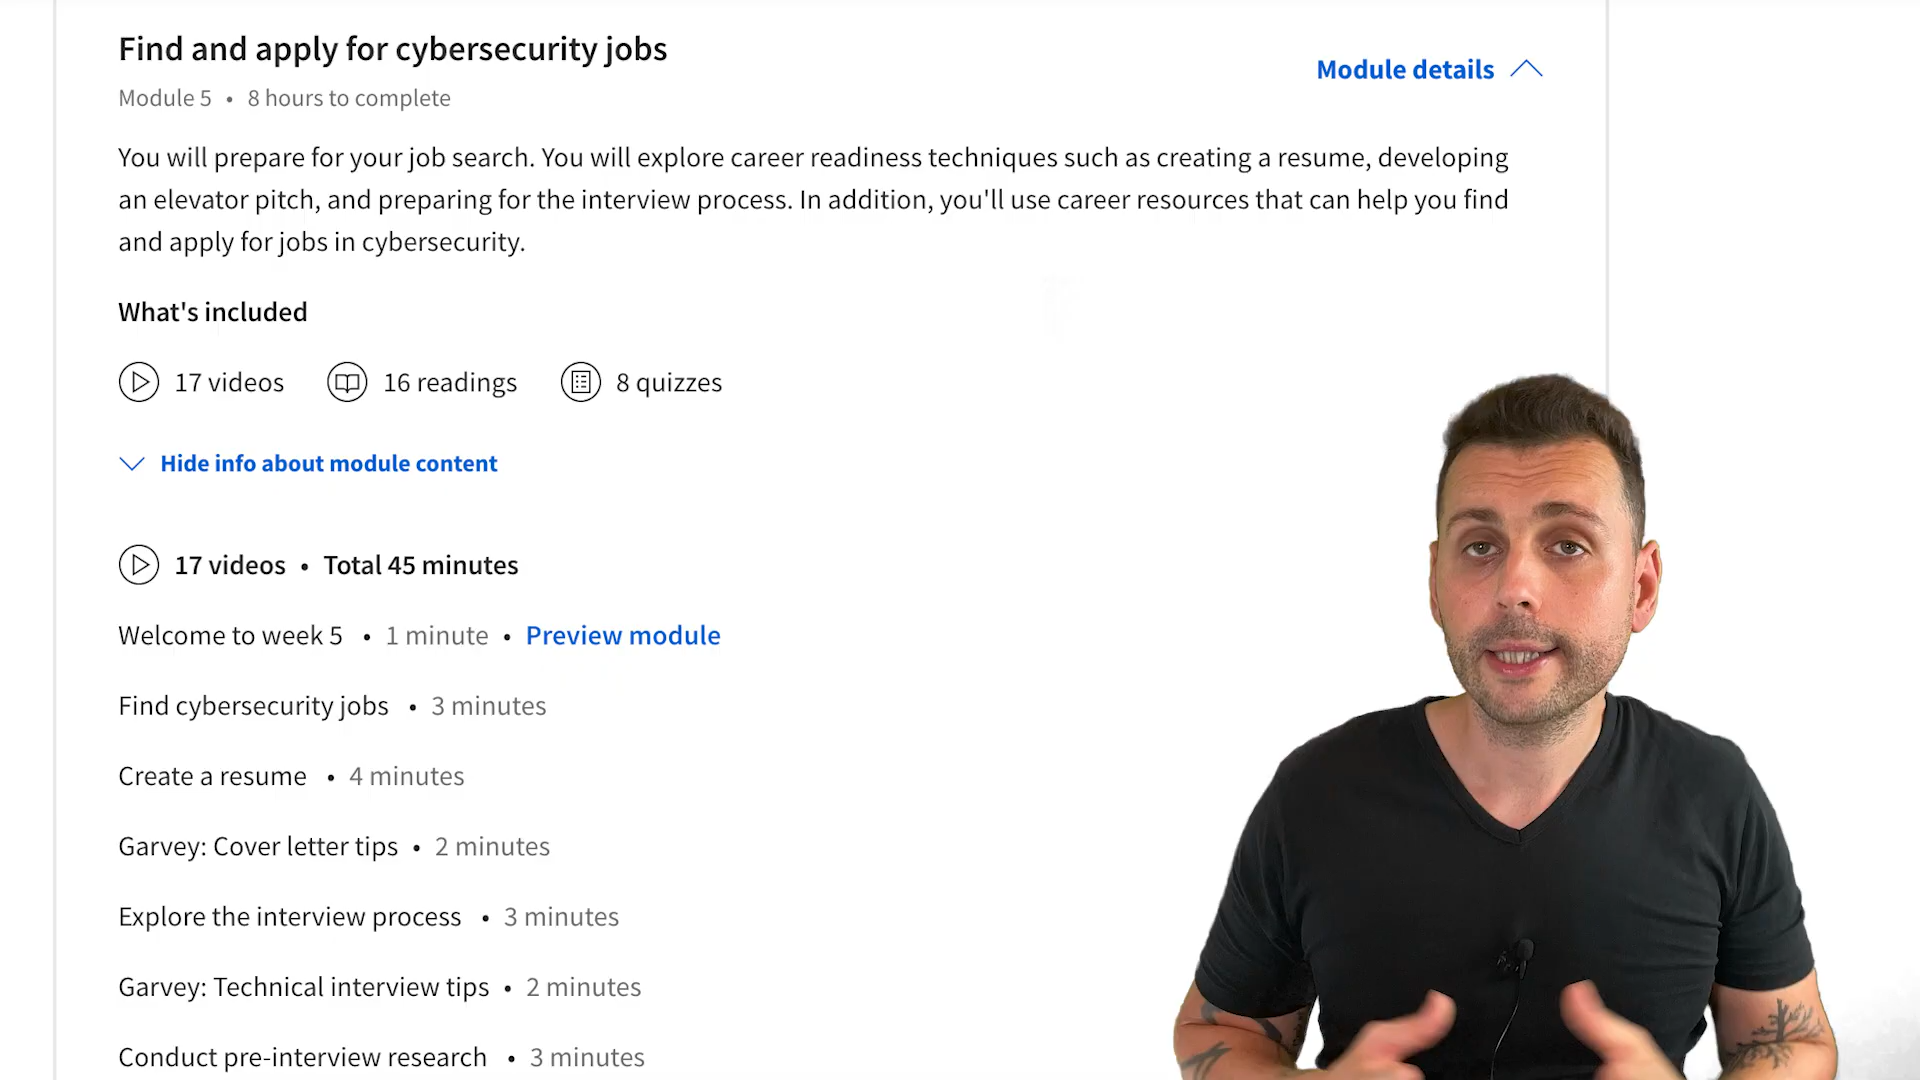 Find and apply for cybersecurity jobs
Module details
Module 5 • 8 hours to complete
You will prepare for your job search. You will explore career readiness techniques such as creating a resume, developing
an elevator pitch, and preparing for the interview process. In addition, you'll use career resources that can help you find
and apply for jobs in cybersecurity.
What's included
17 videos 16 readings 8 quizzes
Hide info about module content
17 videos • Total 45 minutes
Welcome to week 5 • 1 minute • Preview module
Find cybersecurity jobs • 3 minutes
Create a resume • 4 minutes
Garvey: Cover letter tips • 2 minutes
Explore the interview process • 3 minutes
Garvey: Technical interview tips • 2 minutes
Conduct pre-interview research • 3 minutes